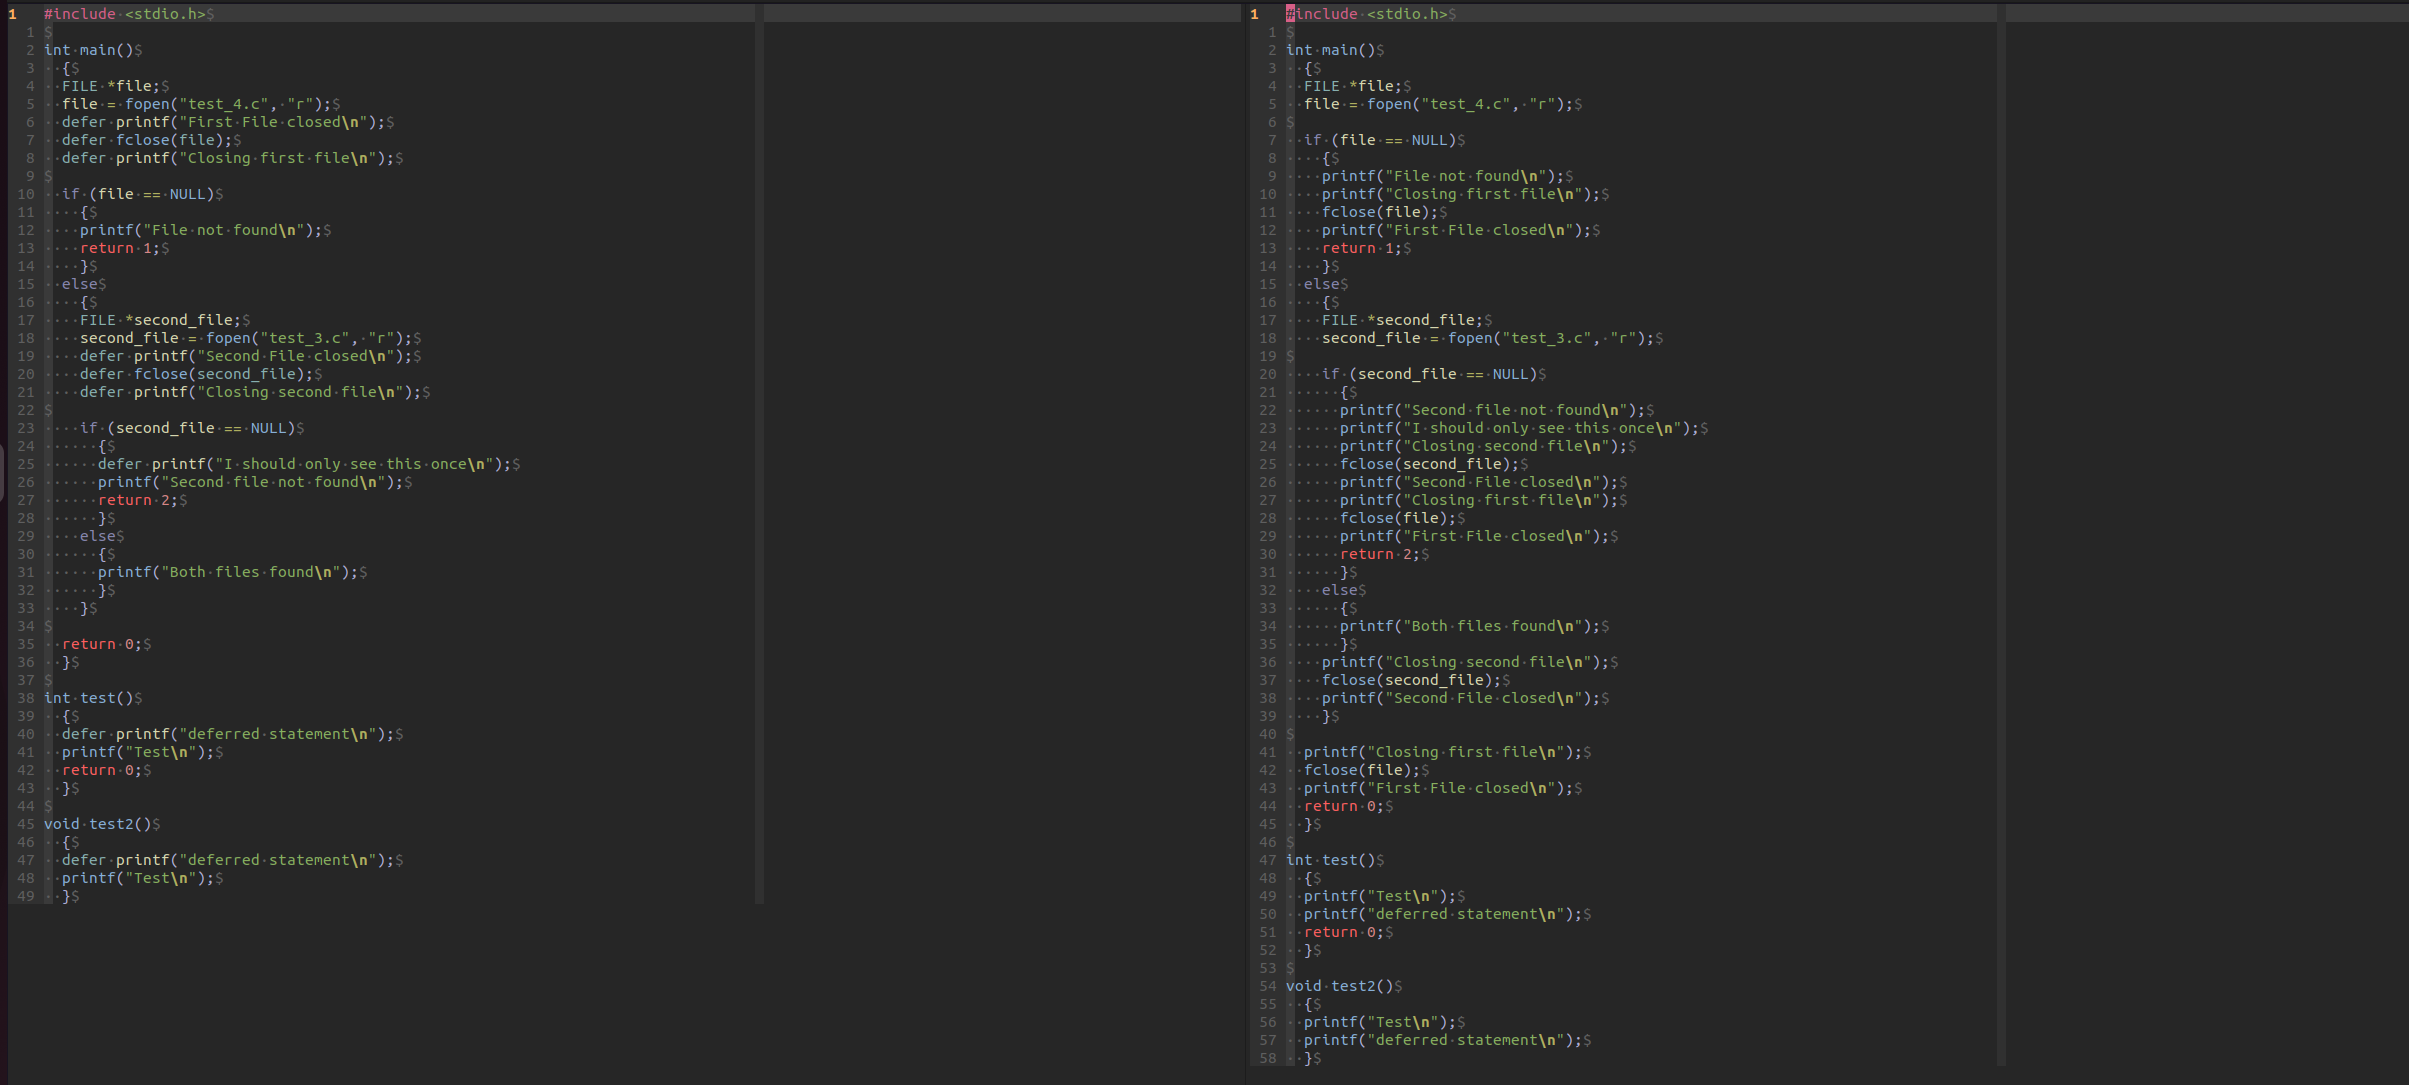 1 #include <stdio.h>$
1 $
2 int·main()$
3 ··{$
4 ··FILE·*file;$
5 ··file·=·fopen("test_4.c",·"r");$
6 ··defer·printf("First·File·closed\n");$
7 ··defer·fclose(file);$
8 ··defer·printf("Closing·first·file\n");$
9 $
10 ··if·(file·==·NULL)$
11 ····{$
12 ····printf("File·not·found\n");$
13 ····return·1;$
14 ····}$
15 ··else$
16 ····{$
17 ····FILE·*second_file;$
18 ····second_file·=·fopen("test_3.c",·"r");$
19 ····defer·printf("Second·File·closed\n");$
20 ····defer·fclose(second_file);$
21 ····defer·printf("Closing·second·file\n");$
22 $
23 ····if·(second_file·==·NULL)$
24 ······{$
25 ······defer·printf("I·should·only·see·this·once\n");$
26 ······printf("Second·file·not·found\n");$
27 ······return·2;$
28 ······}$
29 ····else$
30 ······{$
31 ······printf("Both·files·found\n");$
32 ······}$
33 ····}$
34 $
35 ··return·0;$
36 ··}$
37 $
38 int·test()$
39 ··{$
40 ··defer·printf("deferred·statement\n");$
41 ··printf("Test\n");$
42 ··return·0;$
43 ··}$
44 $
45 void·test2()$
46 ··{$
47 ··defer·printf("deferred·statement\n");$
48 ··printf("Test\n");$
49 ··}$
1 #include·<stdio.h>$
1 $
2 int·main()$
3 ··{$
4 ··FILE·*file;$
5 ··file·=·fopen("test_4.c",·"r");$
6 $
7 ··if·(file·==·NULL)$
8 ····{$
9 ····printf("File·not·found\n");$
10 ····printf("Closing·first·file\n");$
11 ····fclose(file);$
12 ····printf("First·File·closed\n");$
13 ····return·1;$
14 ····}$
15 ··else$
16 ····{$
17 ····FILE·*second_file;$
18 ····second_file·=·fopen("test_3.c",·"r");$
19 $
20 ····if·(second_file·==·NULL)$
21 ······{$
22 ······printf("Second·file·not·found\n");$
23 ······printf("I·should·only·see·this·once\n");$
24 ······printf("Closing·second·file\n");$
25 ······fclose(second_file);$
26 ······printf("Second·File·closed\n");$
27 ······printf("Closing·first·file\n");$
28 ······fclose(file);$
29 ······printf("First·File·closed\n");$
30 ······return·2;$
31 ······}$
32 ····else$
33 ······{$
34 ······printf("Both·files·found\n");$
35 ······}$
36 ····printf("Closing·second·file\n");$
37 ····fclose(second_file);$
38 ····printf("Second·File·closed\n");$
39 ····}$
40 $
41 ··printf("Closing·first·file\n");$
42 ··fclose(file);$
43 ··printf("First·File·closed\n");$
44 ··return·0;$
45 ··}$
46 $
47 int·test()$
48 ··{$
49 ··printf("Test\n");$
50 ··printf("deferred·statement\n");$
51 ··return·0;$
52 ··}$
53 $
54 void·test2()$
55 ··{$
56 ··printf("Test\n");$
57 ··printf("deferred·statement\n");$
58 ··}$